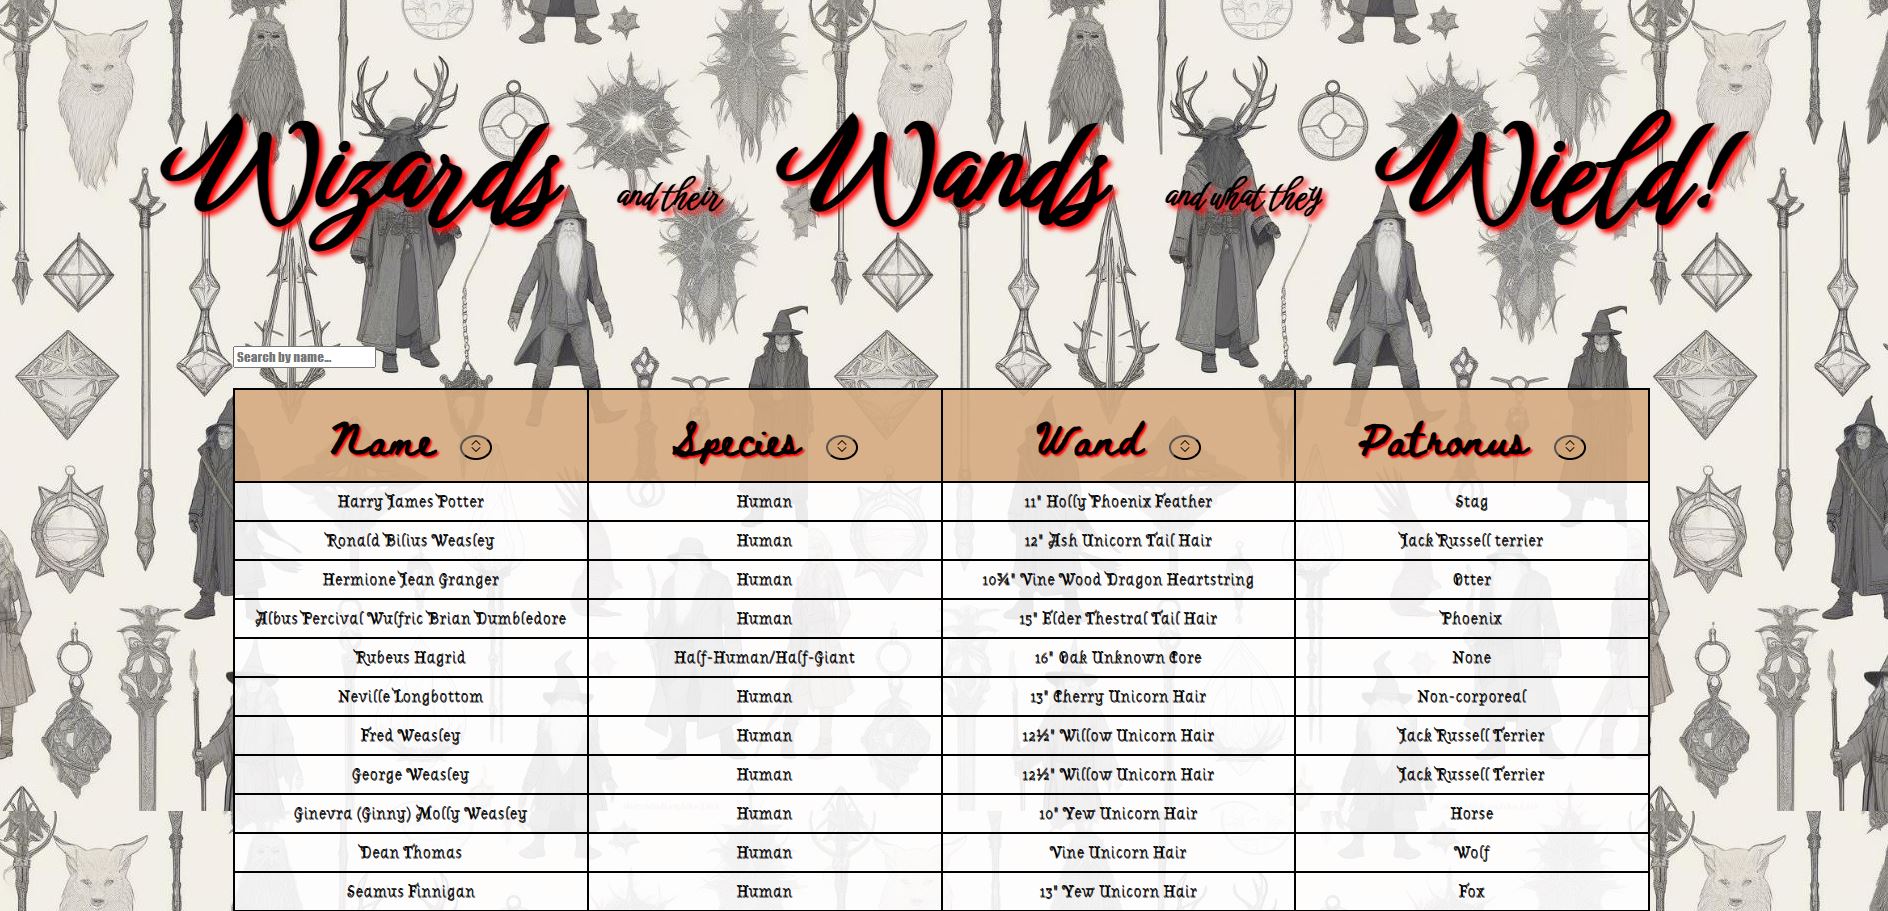 Wizards and their Wands and what they Wield!
Search by name...
Name Species Wand Patronus
Harry James Potter Human 11" Holly Phoenix Feather Stag
Ronald Bilius Weasley Human 12" Ash Unicorn Tail Hair Jack Russell terrier
Hermione Jean Granger Human 10¾" Vine Wood Dragon Heartstring Otter
Albus Percival Wulfric Brian Dumbledore Human 15" Elder Thestral Tail Hair Phoenix
Rubeus Hagrid Half-Human/Half-Giant 16" Oak Unknown Core None
Neville Longbottom Human 13" Cherry Unicorn Hair Non-corporeal
Fred Weasley Human 12½" Willow Unicorn Hair Jack Russell Terrier
George Weasley Human 12½" Willow Unicorn Hair Jack Russell Terrier
Ginevra (Ginny) Molly Weasley Human 10" Yew Unicorn Hair Horse
Dean Thomas Human Vine Unicorn Hair Wolf
Seamus Finnigan Human 13" Yew Unicorn Hair Fox